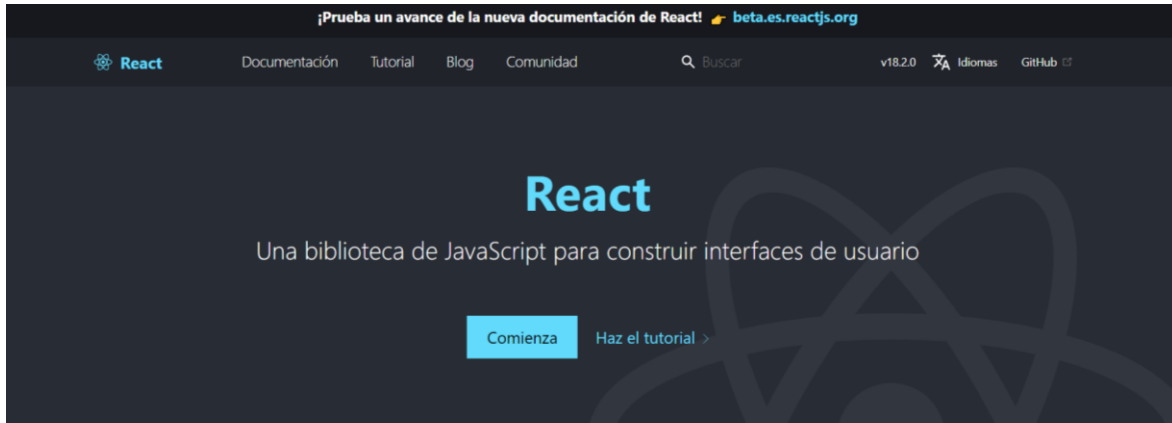 ¡Prueba un avance de la nueva documentación de React! 👉 beta.es.reactjs.org
React Documentación Tutorial Blog Comunidad Buscar v18.2.0 Idiomas GitHub
React
Una biblioteca de JavaScript para construir interfaces de usuario
Comienza Haz el tutorial >